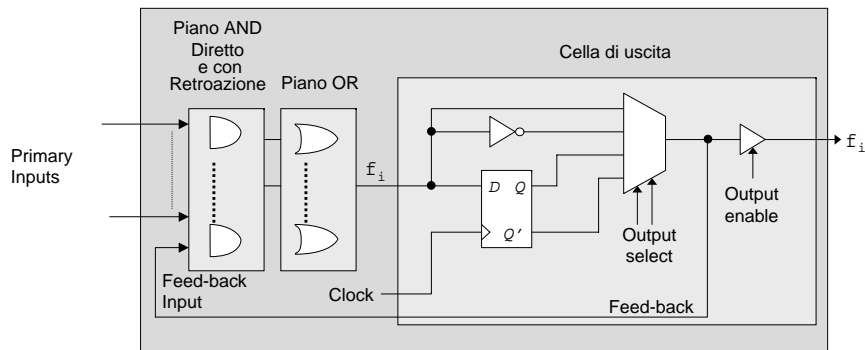 Piano AND
Diretto
e con
Retroazione
Piano OR
Cella di uscita
Primary
Inputs
f_i
D Q
Q'
f_i
Output
enable
Output
select
Feed-back
Input
Clock
Feed-back